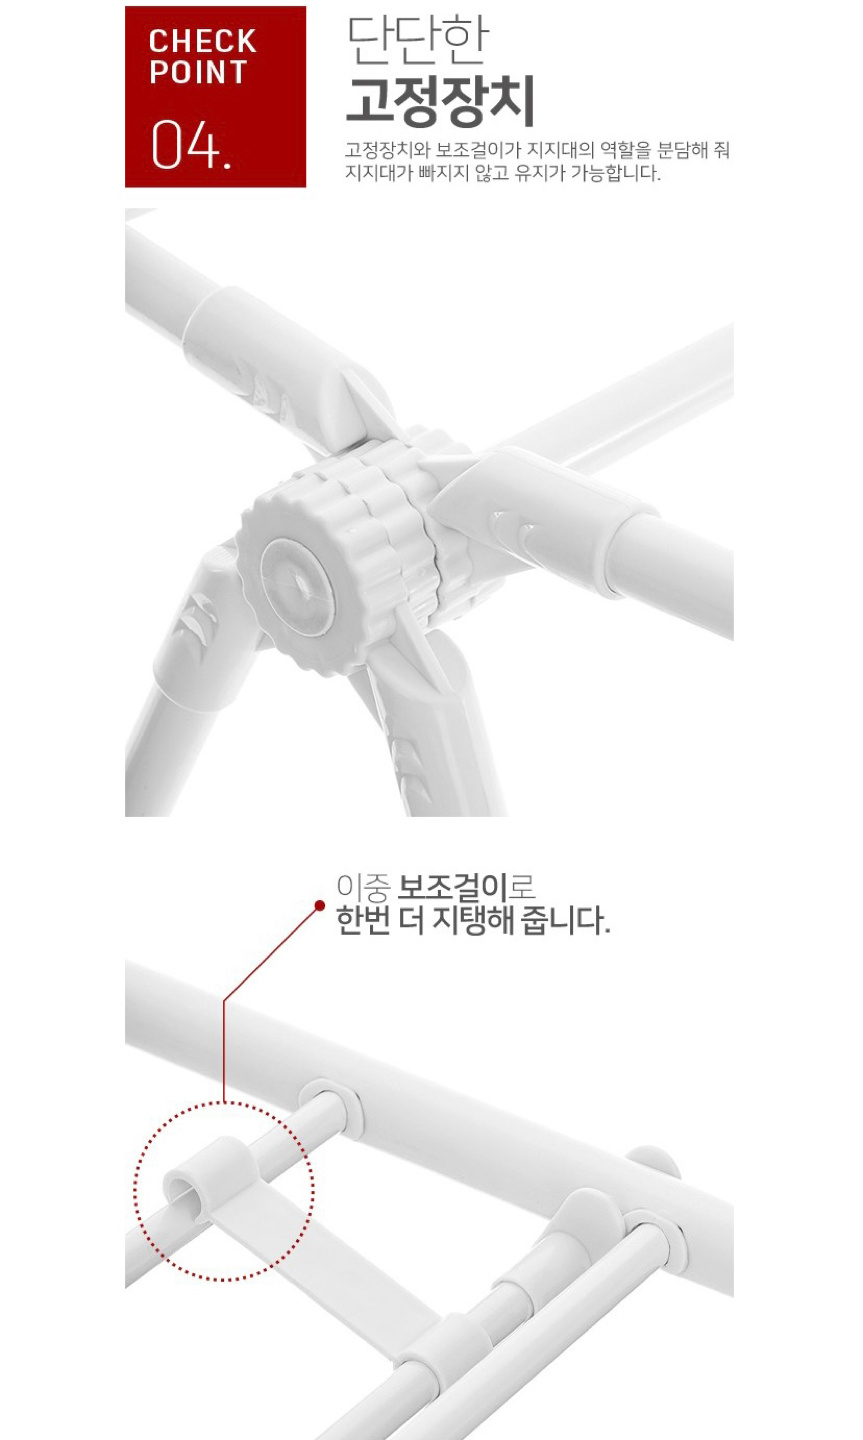 CHECK
POINT
04.
단단한
고정장치
고정장치와 보조걸이가 지지대의 역할을 분담해 줘
지지대가 빠지지 않고 유지가 가능합니다.
이중 보조걸이로
한번 더 지탱해 줍니다.